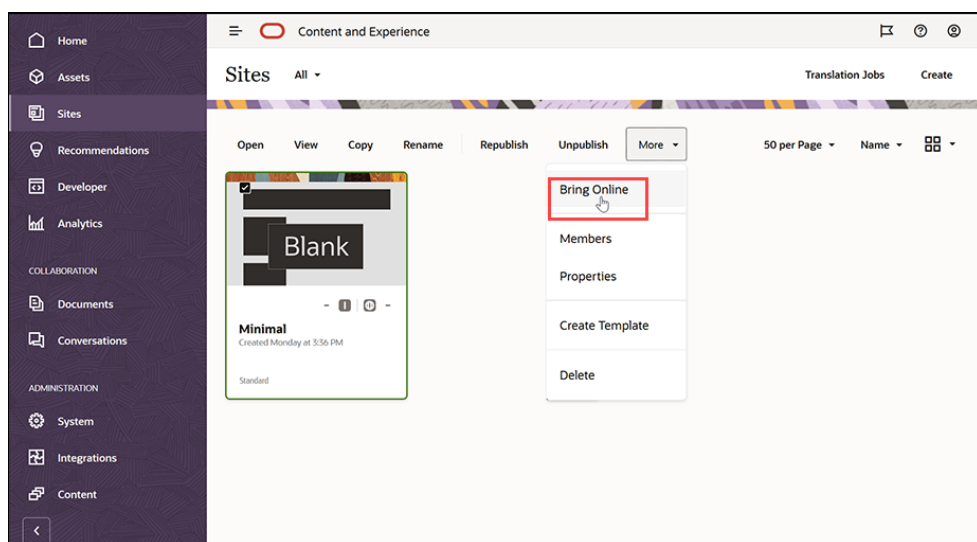 Home
Assets
Sites
Recommendations
Developer
Analytics
COLLABORATION
Documents
Conversations
ADMINISTRATION
System
Integrations
Content
Content and Experience
Sites All
Translation Jobs Create
Open View Copy Rename Republish Unpublish More 50 per Page Name
Blank
Minimal
Created Monday at 3:36 PM
Standard
Bring Online
Members
Properties
Create Template
Delete